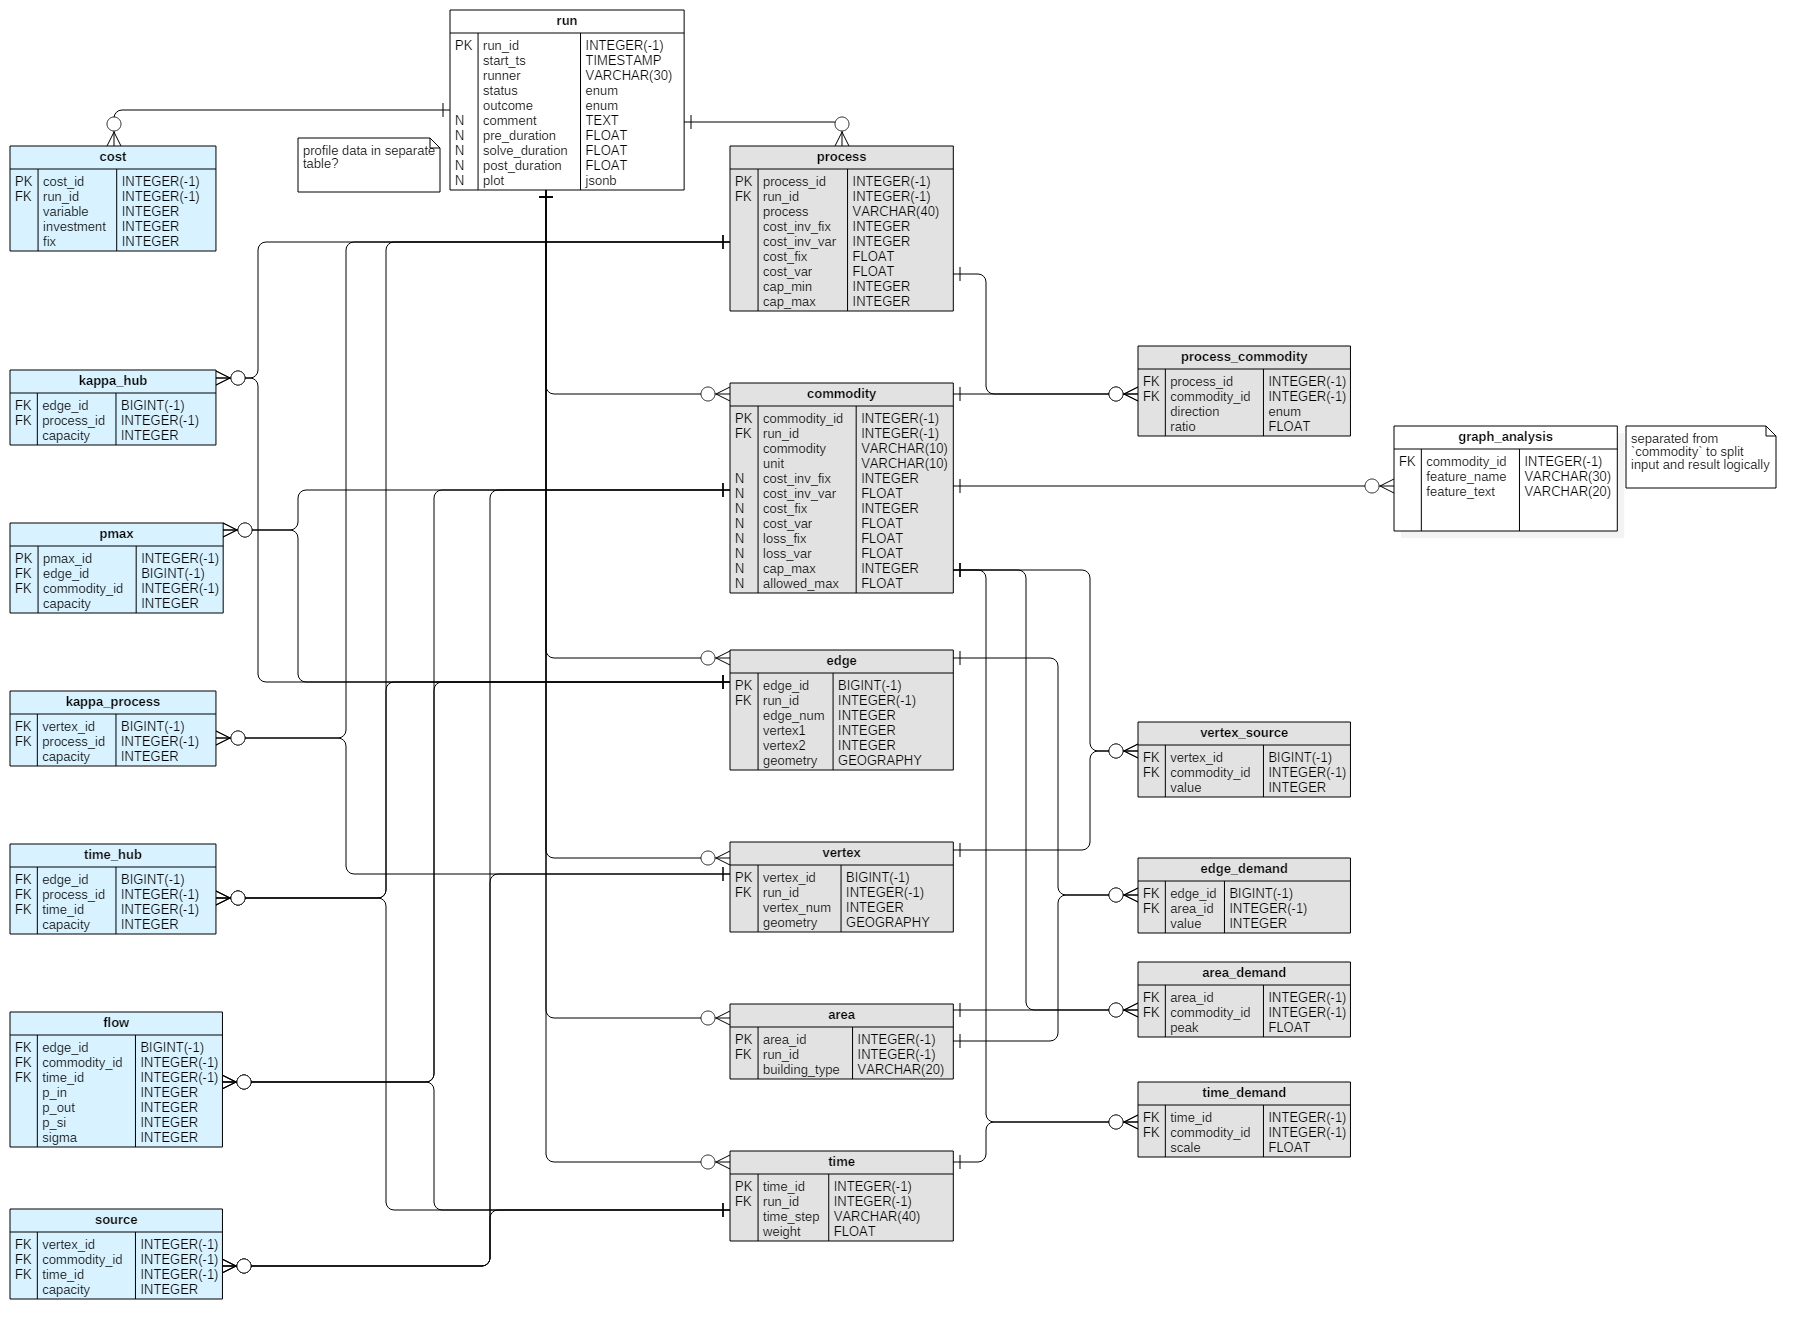 run
PK run_id INTEGER(-1)
start_ts TIMESTAMP
runner VARCHAR(30)
status enum
outcome enum
N comment TEXT
N pre_duration FLOAT
N solve_duration FLOAT
N post_duration FLOAT
N plot jsonb
profile data in separate
table?
cost
PK cost_id INTEGER(-1)
FK run_id INTEGER(-1)
variable INTEGER
investment INTEGER
fix INTEGER
process
PK process_id INTEGER(-1)
FK run_id INTEGER(-1)
process VARCHAR(40)
cost_inv_fix INTEGER
cost_inv_var INTEGER
cost_fix FLOAT
cost_var FLOAT
cap_min INTEGER
cap_max INTEGER
process_commodity
FK process_id INTEGER(-1)
FK commodity_id INTEGER(-1)
direction enum
ratio FLOAT
kappa_hub
FK edge_id BIGINT(-1)
FK process_id INTEGER(-1)
capacity INTEGER
commodity
PK commodity_id INTEGER(-1)
FK run_id INTEGER(-1)
commodity VARCHAR(10)
unit VARCHAR(10)
N cost_inv_fix INTEGER
N cost_inv_var FLOAT
N cost_fix INTEGER
N cost_var FLOAT
N loss_fix FLOAT
N loss_var FLOAT
N cap_max INTEGER
N allowed_max FLOAT
graph_analysis
FK commodity_id INTEGER(-1)
feature_name VARCHAR(30)
feature_text VARCHAR(20)
separated from
`commodity` to split
input and result logically
pmax
PK pmax_id INTEGER(-1)
FK edge_id BIGINT(-1)
FK commodity_id INTEGER(-1)
capacity INTEGER
edge
PK edge_id BIGINT(-1)
FK run_id INTEGER(-1)
edge_num INTEGER
vertex1 INTEGER
vertex2 INTEGER
geometry GEOGRAPHY
kappa_process
FK vertex_id BIGINT(-1)
FK process_id INTEGER(-1)
capacity INTEGER
vertex_source
FK vertex_id BIGINT(-1)
FK commodity_id INTEGER(-1)
value INTEGER
time_hub
FK edge_id BIGINT(-1)
FK process_id INTEGER(-1)
FK time_id INTEGER(-1)
capacity INTEGER
vertex
PK vertex_id BIGINT(-1)
FK run_id INTEGER(-1)
vertex_num INTEGER
geometry GEOGRAPHY
edge_demand
FK edge_id BIGINT(-1)
FK area_id INTEGER(-1)
value INTEGER
area_demand
FK area_id INTEGER(-1)
FK commodity_id INTEGER(-1)
peak FLOAT
flow
FK edge_id BIGINT(-1)
FK commodity_id INTEGER(-1)
FK time_id INTEGER(-1)
p_in INTEGER
p_out INTEGER
p_si INTEGER
sigma INTEGER
area
PK area_id INTEGER(-1)
FK run_id INTEGER(-1)
building_type VARCHAR(20)
time_demand
FK time_id INTEGER(-1)
FK commodity_id INTEGER(-1)
scale FLOAT
time
PK time_id INTEGER(-1)
FK run_id INTEGER(-1)
time_step VARCHAR(40)
weight FLOAT
source
FK vertex_id INTEGER(-1)
FK commodity_id INTEGER(-1)
FK time_id INTEGER(-1)
capacity INTEGER